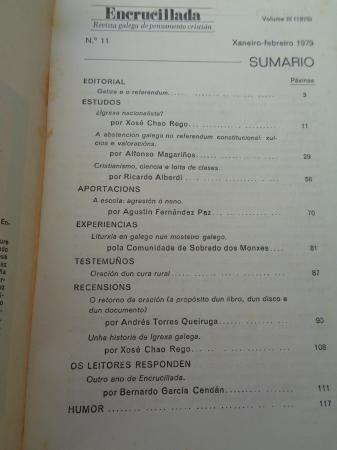 Encrucillada
Revista galega de pensamento cristián
Volume III (1979)
N.º 11
Xaneiro-febreiro 1979
SUMARIO
Páxinas
EDITORIAL
Galiza e o referendum. 3
ESTUDOS
¿Igrexa nacionalista?
por Xosé Chao Rego 11
A abstención galega no referendum constitucional: xuí-
cios e valoracións.
por Alfonso Magariños. 29
Cristianismo, ciencia e loita de clases.
por Ricardo Alberdi 56
APORTACIONS
A escola: agresión ó neno.
por Agustín Fernández Paz 70
EXPERIENCIAS
Liturxia en galego nun mosteiro galego.
pola Comunidade de Sobrado dos Monxes. 81
TESTEMUÑOS
Oración dun cura rural 87
RECENSIONS
O retorno da oración (a propósito dun libro, dun disco e
dun documento)
por Andrés Torres Queiruga 93
Unha historia da Igrexa galega.
por Xosé Chao Rego 108
OS LEITORES RESPONDEN
Outro ano de Encrucillada.
por Bernardo García Cendán 111
HUMOR 117